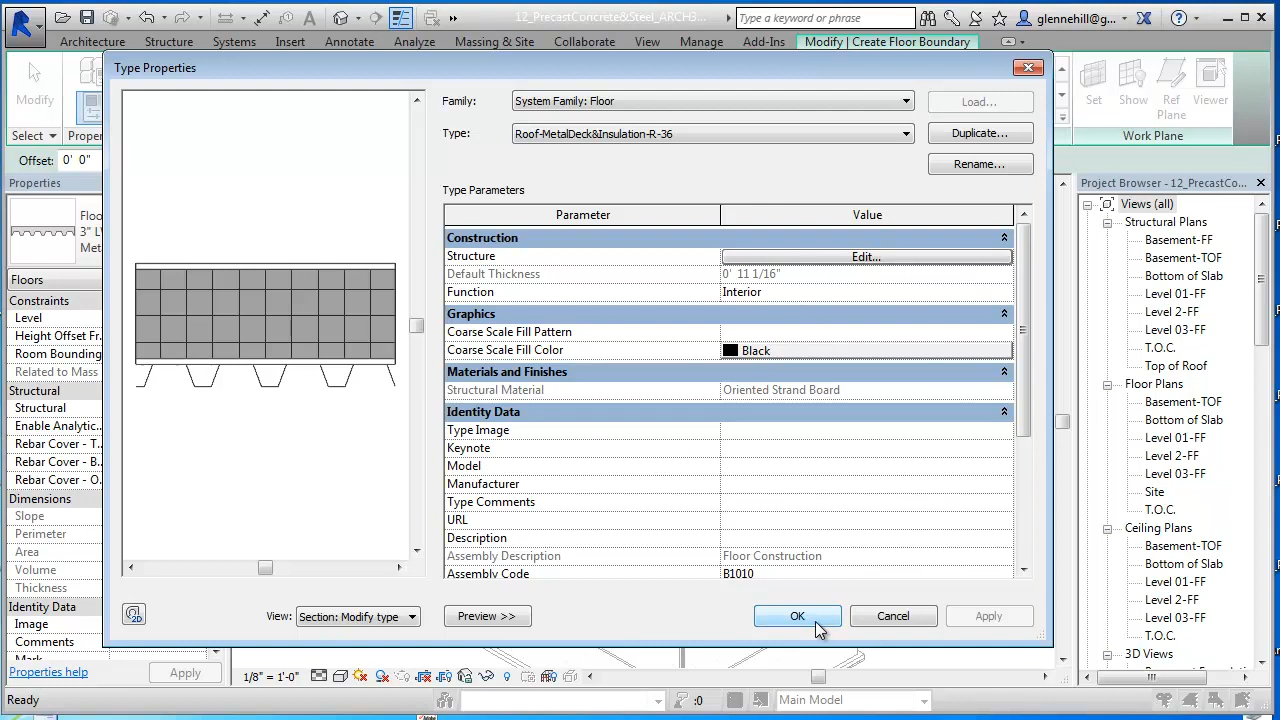 12_PrecastConcrete&Steel_ARCH3...
Type a keyword or phrase
glennehill@g...
Architecture Structure Systems Insert Annotate Analyze Massing & Site Collaborate View Manage Add-Ins Modify | Create Floor Boundary
Modify
Select
Proper
Set Show Ref Plane Viewer
Work Plane
Offset: 0' 0"
Type Properties
Family: System Family: Floor Load...
Type: Roof-MetalDeck&Insulation-R-36 Duplicate...
Rename...
Type Parameters
Parameter Value
Construction
Structure Edit...
Default Thickness 0' 11 1/16"
Function Interior
Graphics
Coarse Scale Fill Pattern
Coarse Scale Fill Color Black
Materials and Finishes
Structural Material Oriented Strand Board
Identity Data
Type Image
Keynote
Model
Manufacturer
Type Comments
URL
Description
Assembly Description Floor Construction
Assembly Code B1010
View: Section: Modify type Preview >> OK Cancel Apply
Properties
Floo
3" LV
Met
Floors
Constraints
Level
Height Offset Fr...
Room Bounding
Related to Mass
Structural
Structural
Enable Analytic...
Rebar Cover - T...
Rebar Cover - B...
Rebar Cover - O...
Dimensions
Slope
Perimeter
Area
Volume
Thickness
Identity Data
Image
Comments
Mark
Properties help Apply
Project Browser - 12_PrecastCo...
Views (all)
Structural Plans
Basement-FF
Basement-TOF
Bottom of Slab
Level 01-FF
Level 2-FF
Level 03-FF
T.O.C.
Top of Roof
Floor Plans
Basement-TOF
Bottom of Slab
Level 01-FF
Level 2-FF
Level 03-FF
Site
T.O.C.
Ceiling Plans
Basement-TOF
Bottom of Slab
Level 01-FF
Level 2-FF
Level 03-FF
T.O.C.
3D Views
1/8" = 1'-0"
Ready :0 Main Model